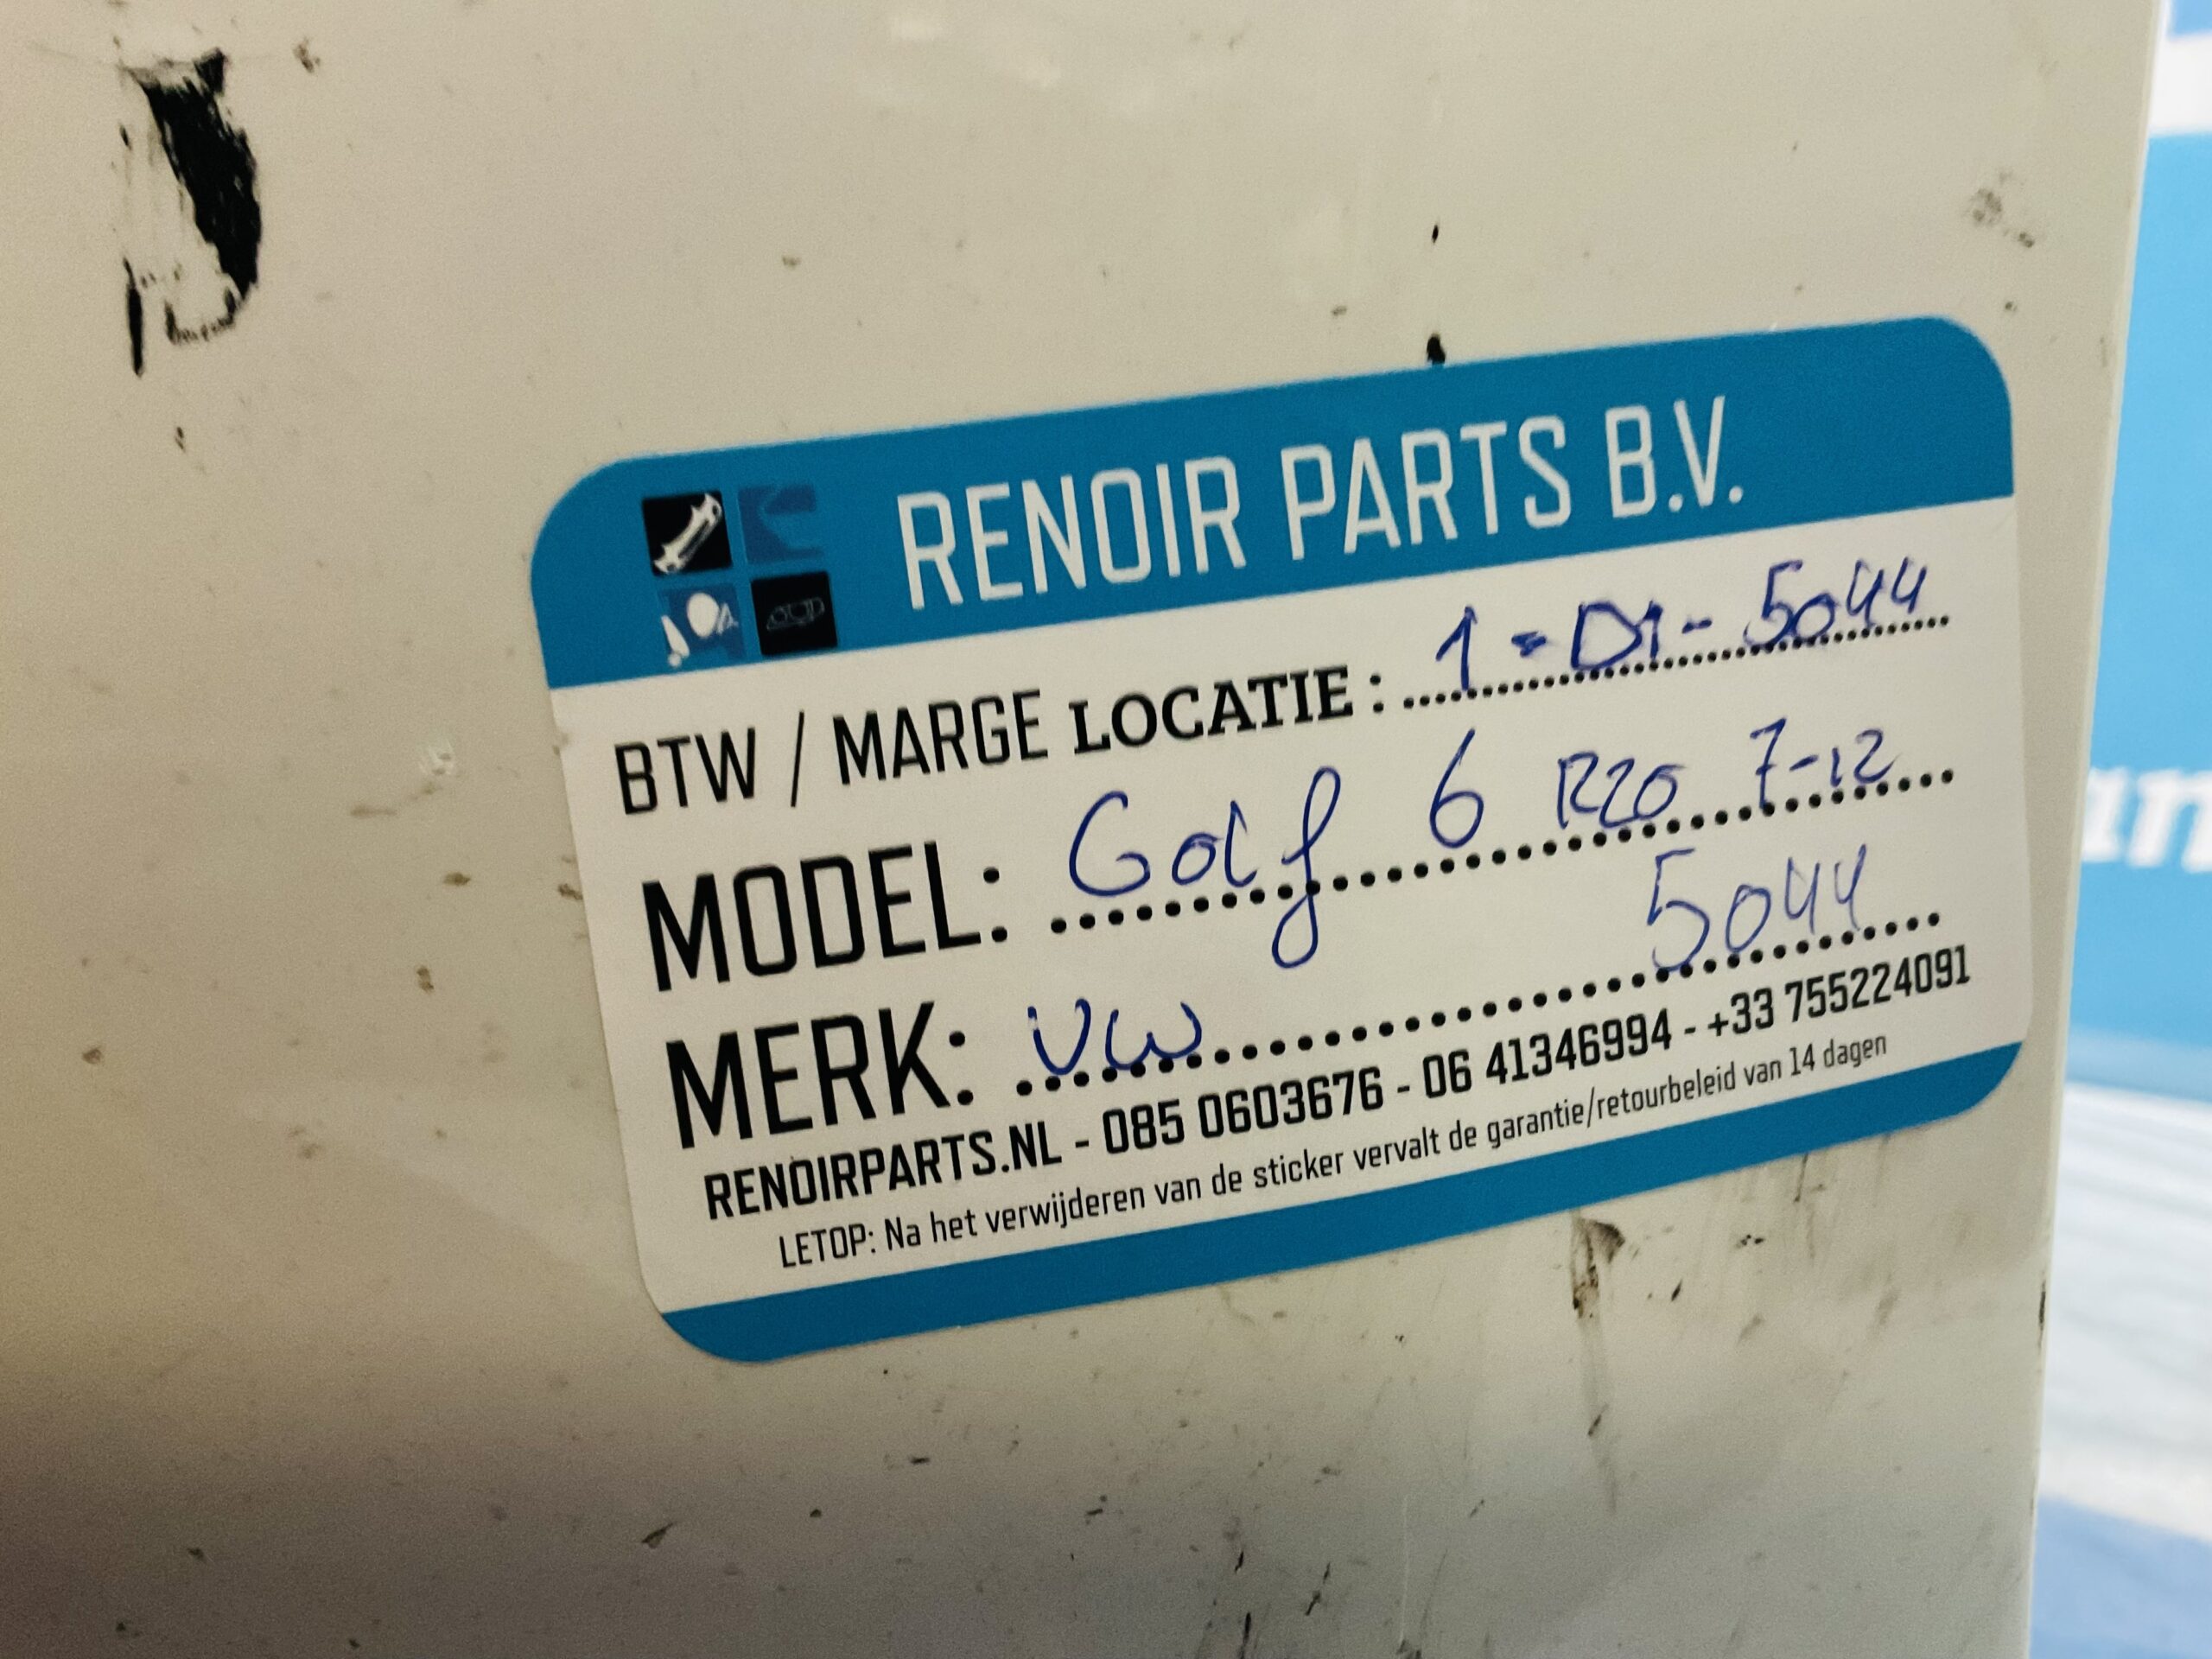 RENOIR PARTS B.V.
BTW / MARGE LOCATIE : 1 - D1 - 5044
MODEL: Golf 6 R20 7-12
5044
MERK: VW
RENOIRPARTS.NL - 085 0603676 - 06 41346994 - +33 755224091
LETOP: Na het verwijderen van de sticker vervalt de garantie/retourbeleid van 14 dagen